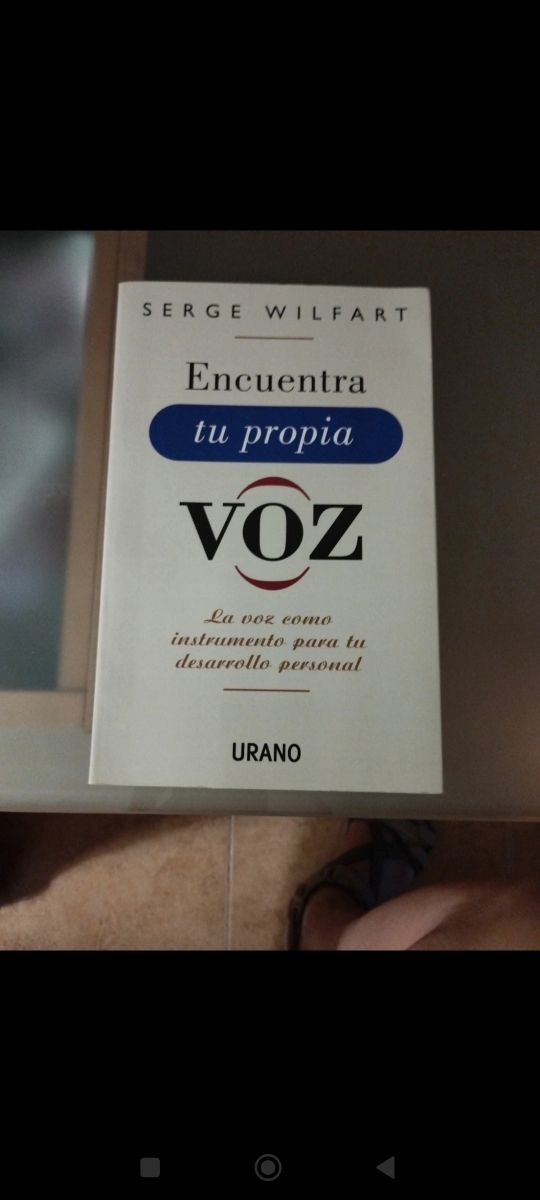 SERGE WILFART
Encuentra
tu propia
VOZ
La voz como
instrumento para tu
desarrollo personal
URANO